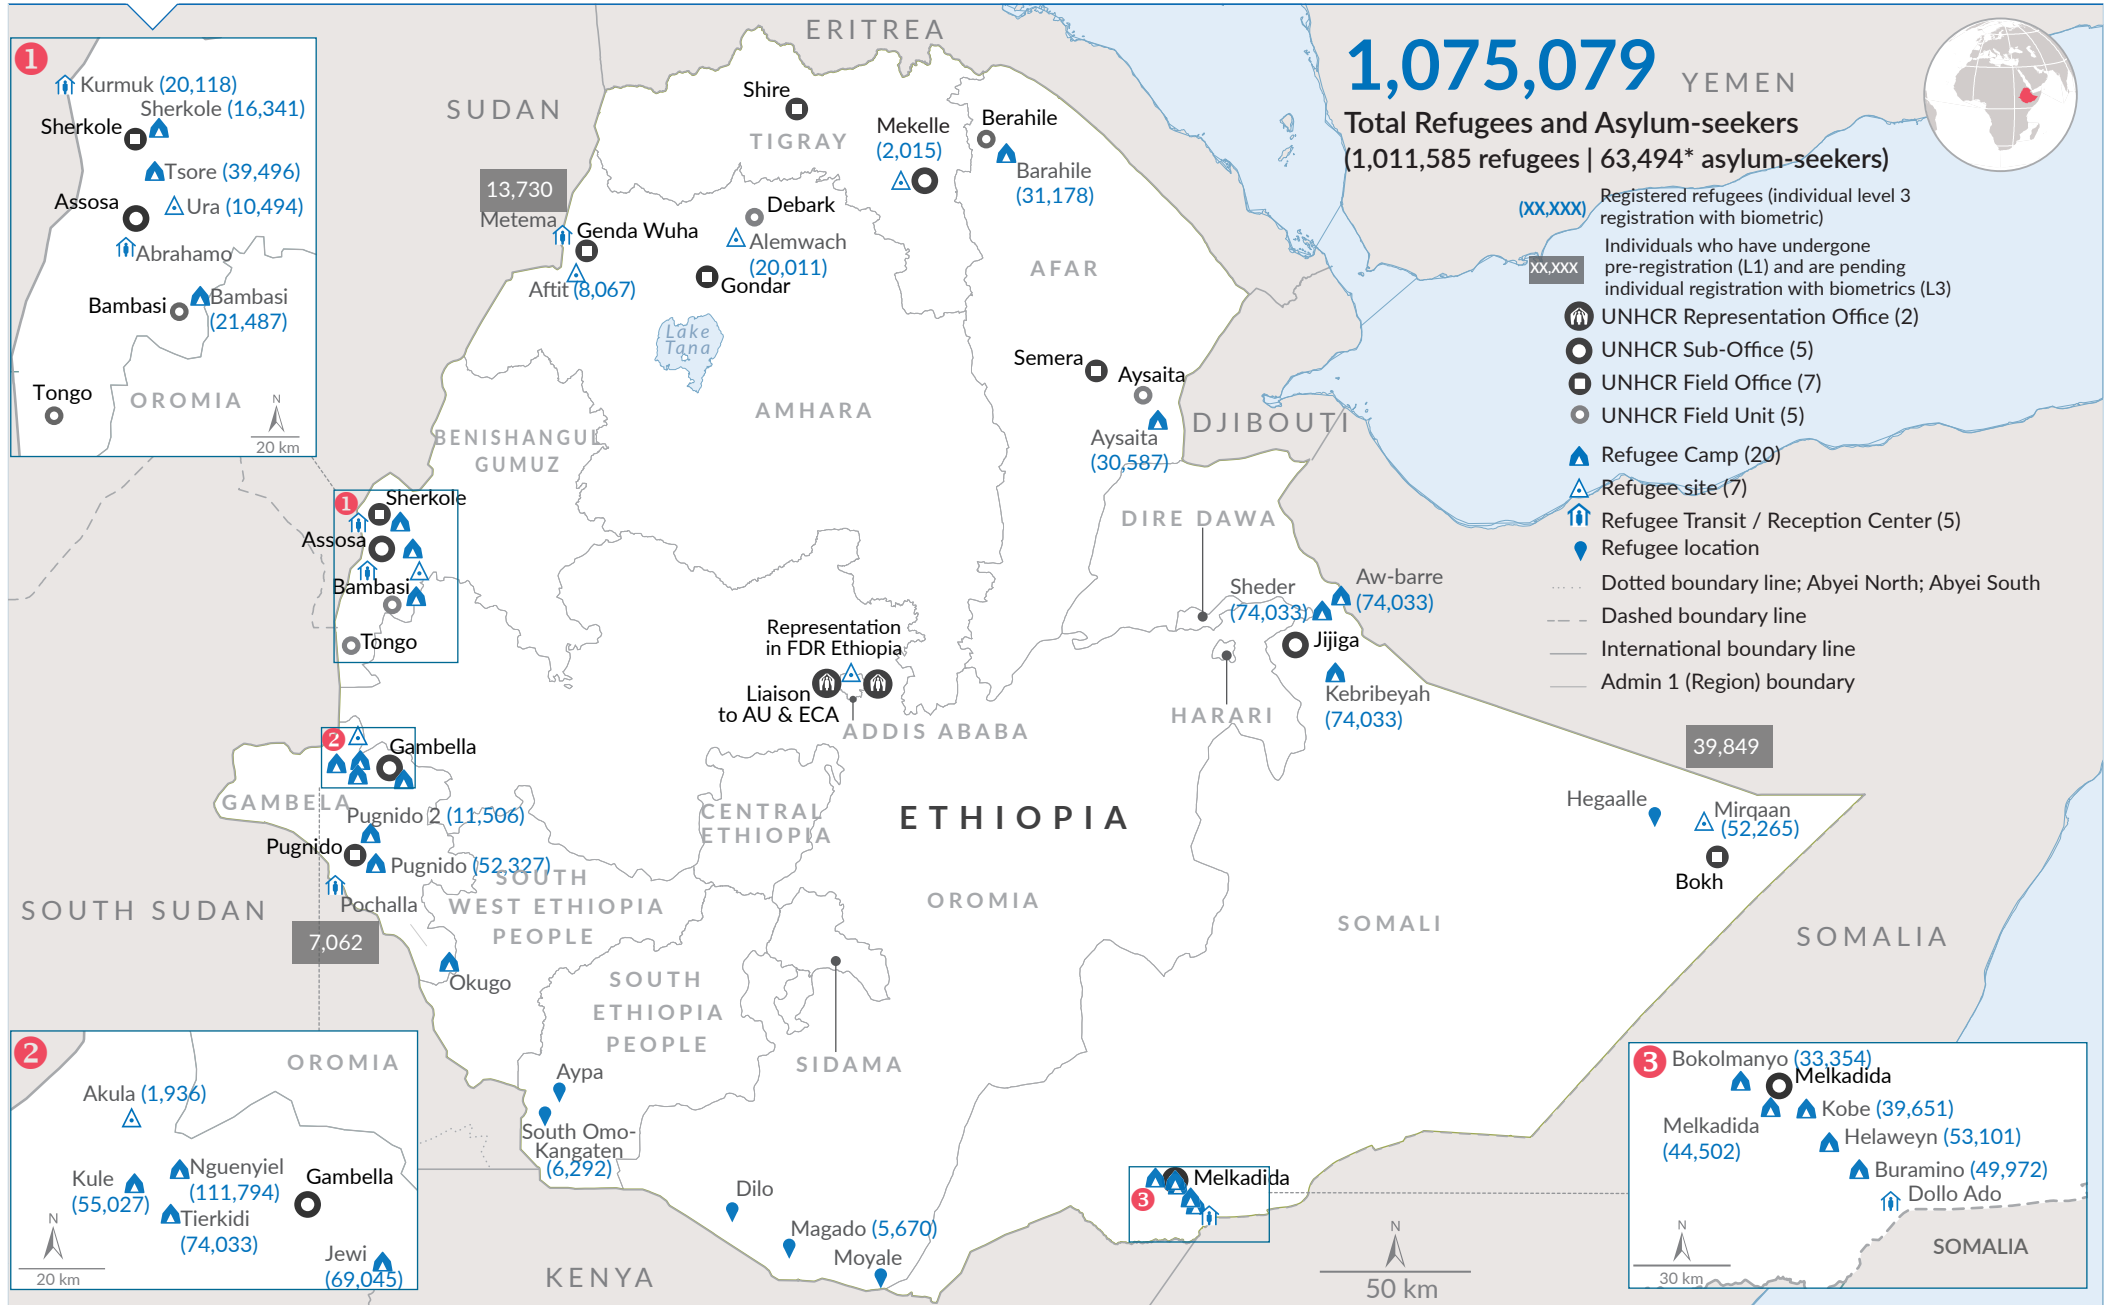 1,075,079
Total Refugees and Asylum-seekers
(1,011,585 refugees | 63,494* asylum-seekers)
(XX,XXX)
Registered refugees (individual level 3
registration with biometric)
XX,XXX
Individuals who have undergone
pre-registration (L1) and are pending
individual registration with biometrics (L3)
UNHCR Representation Office (2)
UNHCR Sub-Office (5)
UNHCR Field Office (7)
UNHCR Field Unit (5)
Refugee Camp (20)
Refugee site (7)
Refugee Transit / Reception Center (5)
Refugee location
Dotted boundary line; Abyei North; Abyei South
Dashed boundary line
International boundary line
Admin 1 (Region) boundary
1
Kurmuk (20,118)
Sherkole (16,341)
Sherkole
Tsore (39,496)
Assosa
Ura (10,494)
Abrahamo
Bambasi
Bambasi
(21,487)
Tongo
OROMIA
N
20 km
ERITREA
SUDAN
YEMEN
Shire
TIGRAY
Mekelle
(2,015)
Berahile
Barahile
(31,178)
13,730
Metema
Genda Wuha
Debark
Alemwach
(20,011)
Gondar
Aftit (8,067)
AFAR
Lake
Tana
Semera
Aysaita
Aysaita
(30,587)
DJIBOUTI
AMHARA
BENISHANGUL
GUMUZ
1
Sherkole
Assosa
Bambasi
Tongo
DIRE DAWA
Sheder
(74,033)
Aw-barre
(74,033)
Jijiga
Kebribeyah
(74,033)
HARARI
Representation
in FDR Ethiopia
Liaison
to AU & ECA
ADDIS ABABA
2
Gambella
GAMBELA
Pugnido 2 (11,506)
Pugnido
Pugnido (52,327)
Pochalla
7,062
SOUTH SUDAN
SOUTH
WEST ETHIOPIA
PEOPLE
Okugo
CENTRAL
ETHIOPIA
ETHIOPIA
OROMIA
SOMALI
39,849
Hegaalle
Mirqaan
(52,265)
Bokh
SOMALIA
SOUTH
ETHIOPIA
PEOPLE
SIDAMA
Aypa
South Omo-
Kangaten
(6,292)
Dilo
Magado (5,670)
Moyale
KENYA
3
Melkadida
N
50 km
2
OROMIA
Akula (1,936)
Kule
(55,027)
Nguenyiel
(111,794)
Gambella
Tierkidi
(74,033)
Jewi
(69,045)
N
20 km
3
Bokolmanyo (33,354)
Melkadida
Melkadida
(44,502)
Kobe (39,651)
Helaweyn (53,101)
Buramino (49,972)
Dollo Ado
N
30 km
SOMALIA